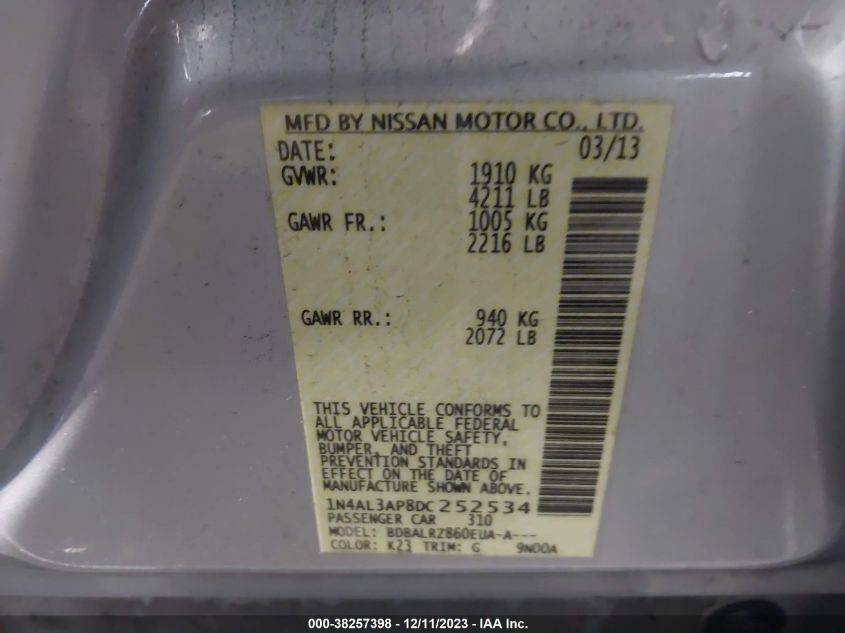 MFD BY NISSAN MOTOR CO., LTD.
DATE: 03/13
GVWR: 1910 KG
4211 LB
GAWR FR.: 1005 KG
2216 LB
GAWR RR.: 940 KG
2072 LB
THIS VEHICLE CONFORMS TO
ALL APPLICABLE FEDERAL
MOTOR VEHICLE SAFETY,
BUMPER, AND THEFT
PREVENTION STANDARDS IN
EFFECT ON THE DATE OF
MANUFACTURE SHOWN ABOVE.
1N4AL3AP8DC252534
PASSENGER CAR 310
MODEL: BDBALRZ860EUA-A---
COLOR: K23 TRIM: G 9N00A
000-38257398 - 12/11/2023 - IAA Inc.